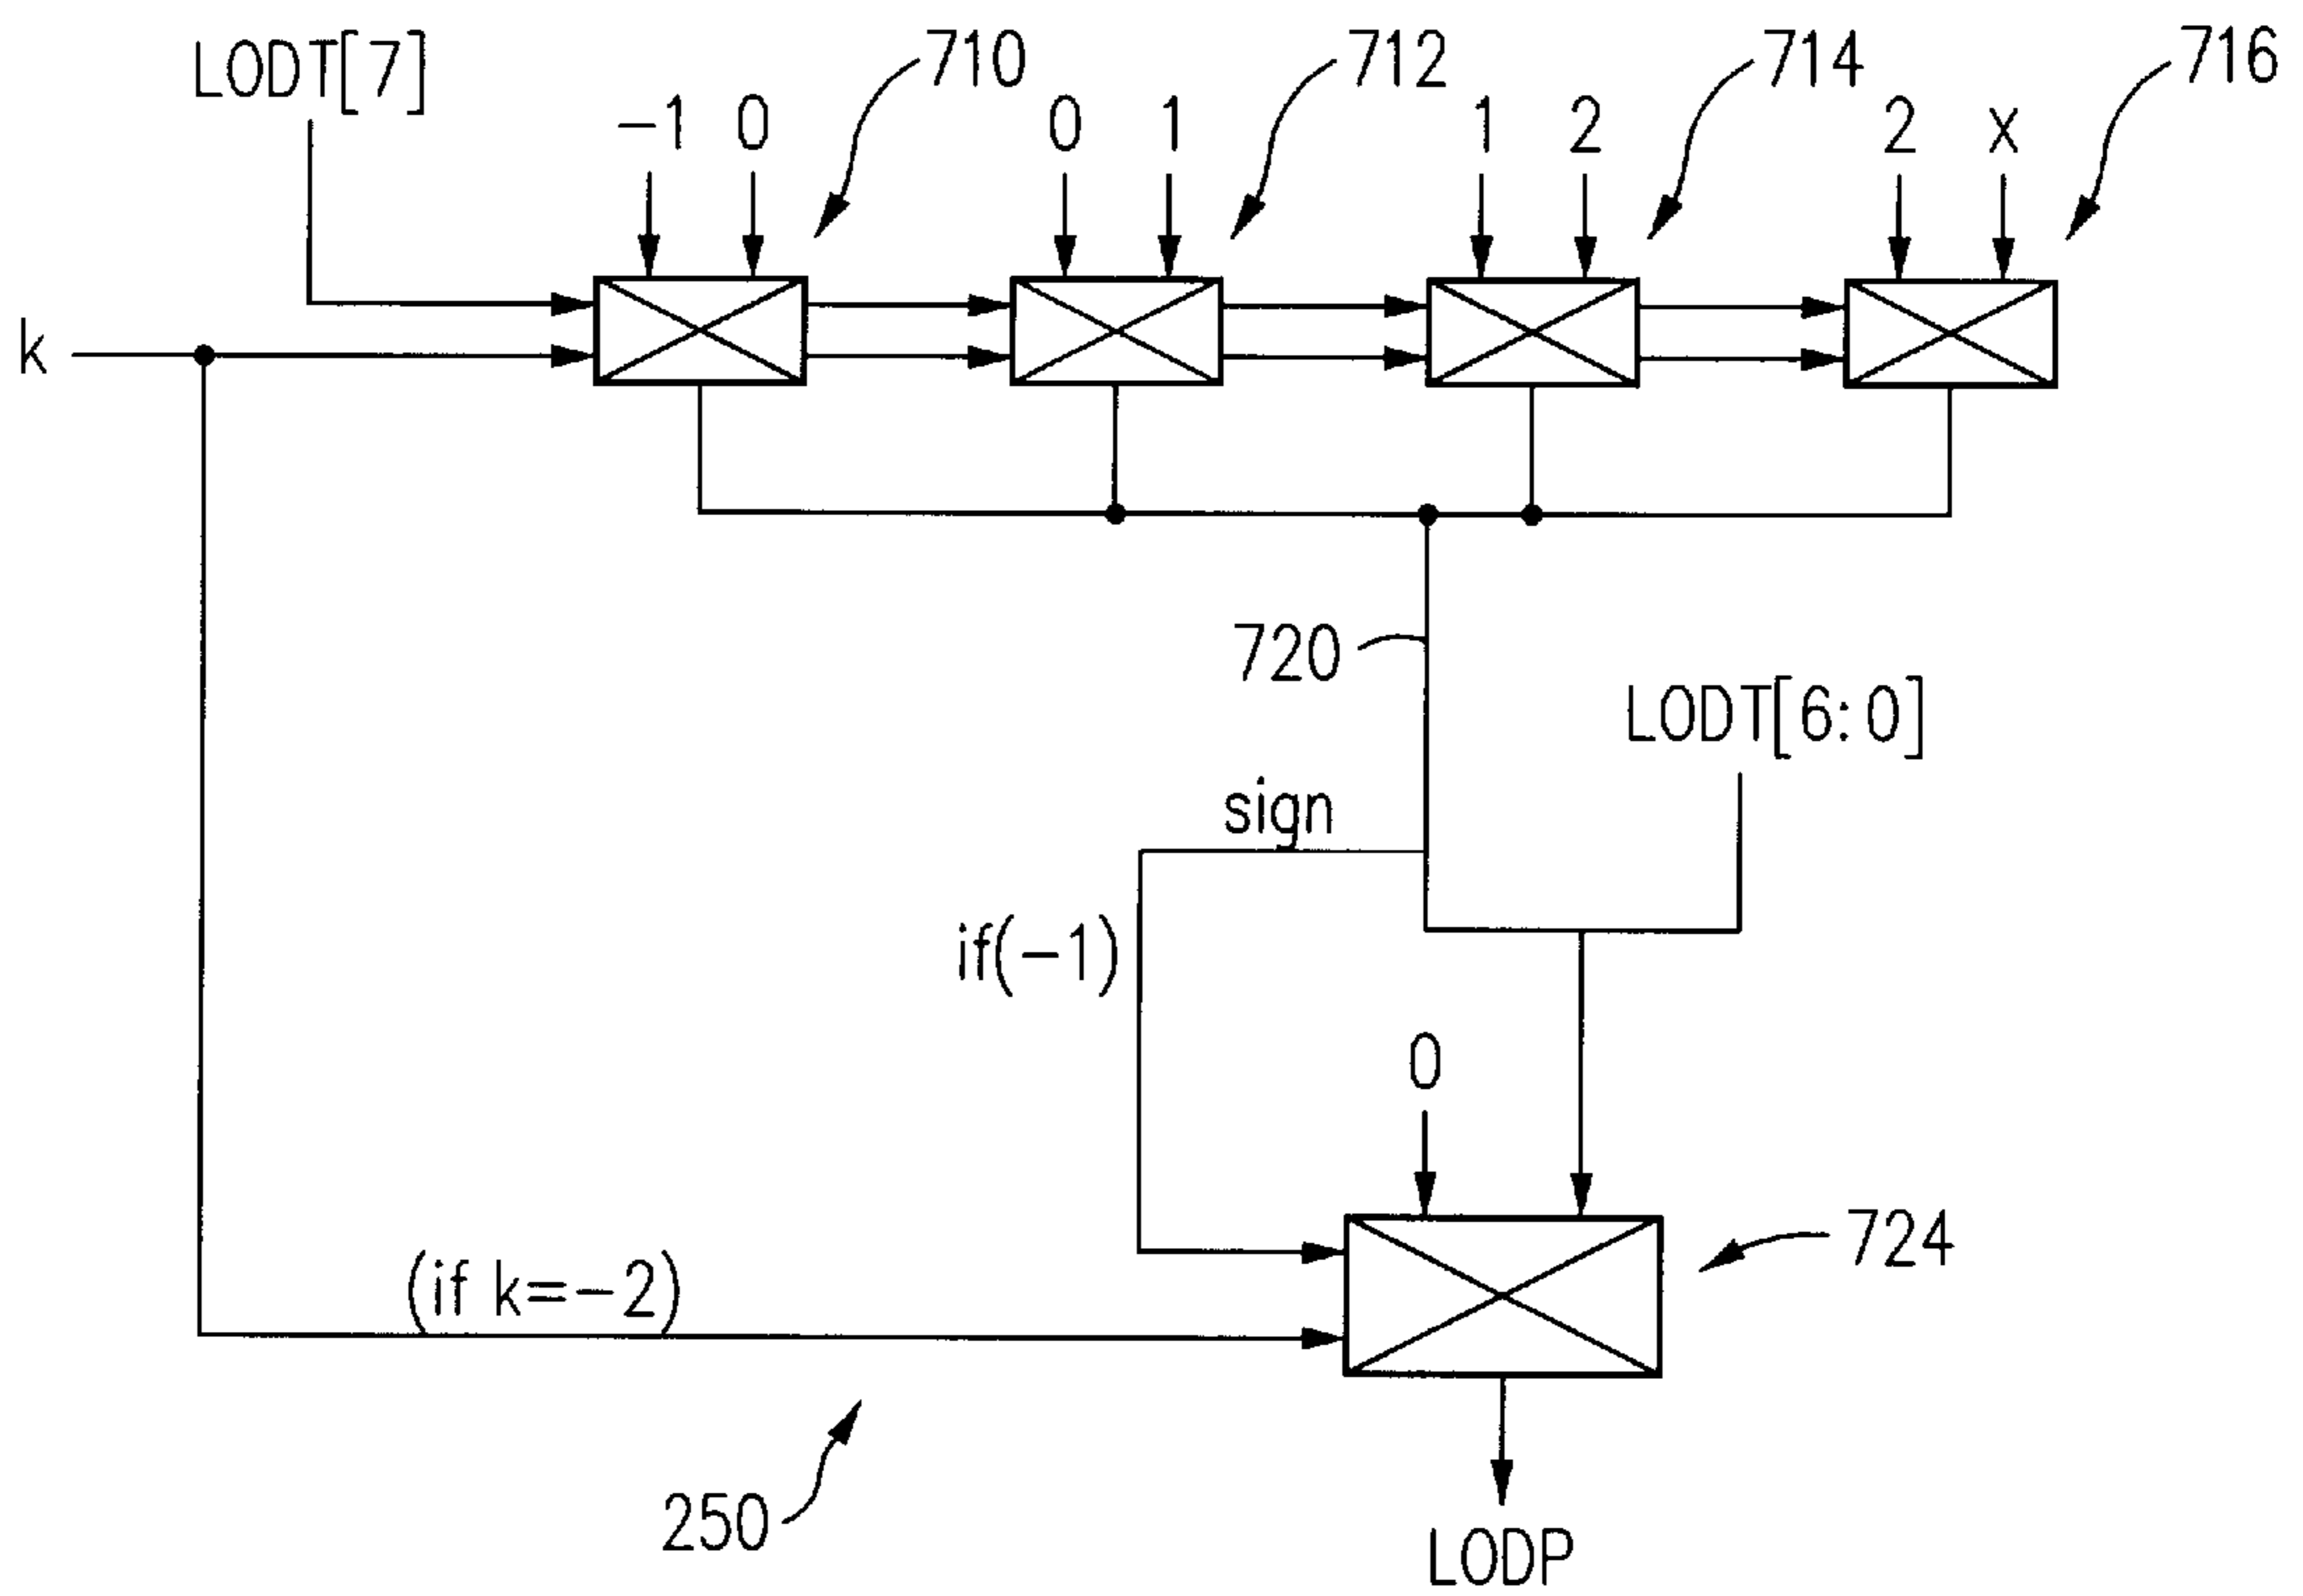 LODT[7]
710
712
714
716
-1 0
0 1
1 2
2 x
k
720
LODT[6:0]
sign
if(-1)
0
(if k=-2)
724
250
LODP